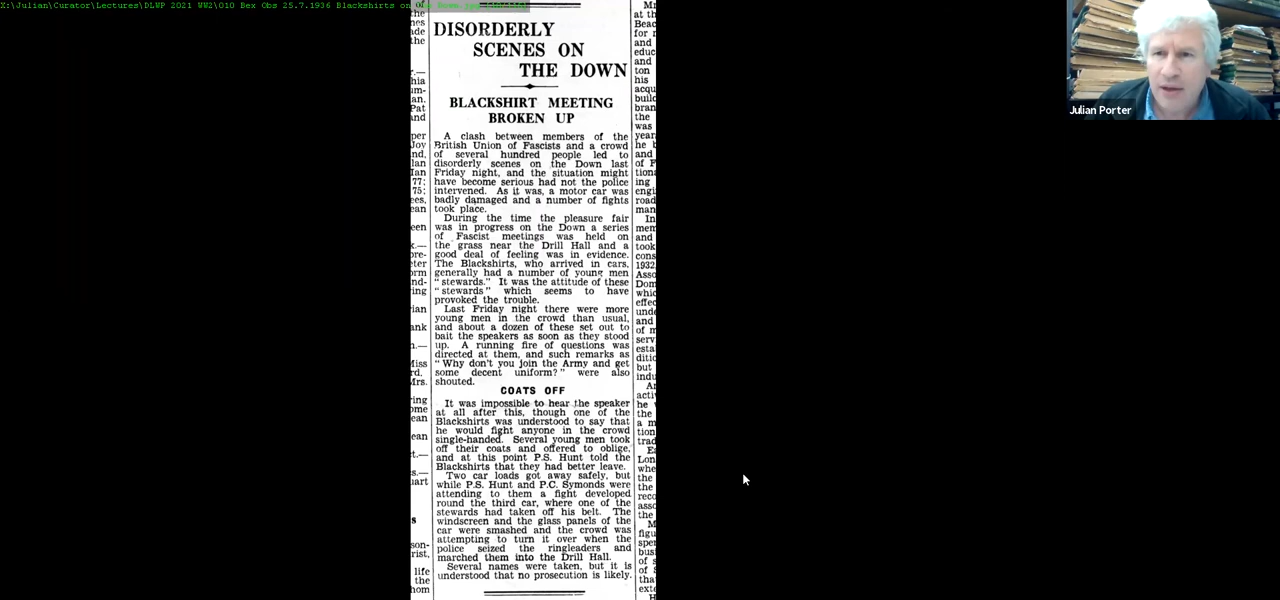 X:\Julian\Curator\Lectures\DLWP 2021 WW2\010 Bex Obs 25.7.1936 Blackshirts on
Julian Porter
DISORDERLY
SCENES ON
THE DOWN
BLACKSHIRT MEETING
BROKEN UP
A clash between members of the
British Union of Fascists and a crowd
of several hundred people led to
disorderly scenes on the Down last
Friday night, and the situation might
have become serious had not the police
intervened. As it was, a motor car was
badly damaged and a number of fights
took place.
During the time the pleasure fair
was in progress on the Down a series
of Fascist meetings was held on
the grass near the Drill Hall and a
good deal of feeling was in evidence.
The Blackshirts, who arrived in cars,
generally had a number of young men
"stewards." It was the attitude of these
"stewards" which seems to have
provoked the trouble.
Last Friday night there were more
young men in the crowd than usual,
and about a dozen of these set out to
bait the speakers as soon as they stood
up. A running fire of questions was
directed at them, and such remarks as
"Why don't you join the Army and get
some decent uniform?" were also
shouted.
COATS OFF
It was impossible to hear the speaker
at all after this, though one of the
Blackshirts was understood to say that
he would fight anyone in the crowd
single-handed. Several young men took
off their coats and offered to oblige,
and at this point P.S. Hunt told the
Blackshirts that they had better leave.
Two car loads got away safely, but
while P.S. Hunt and P.C. Symonds were
attending to them a fight developed
round the third car, where one of the
stewards had taken off his belt. The
windscreen and the glass panels of the
car were smashed and the crowd was
attempting to turn it over when the
police seized the ringleaders and
marched them into the Drill Hall.
Several names were taken, but it is
understood that no prosecution is likely.